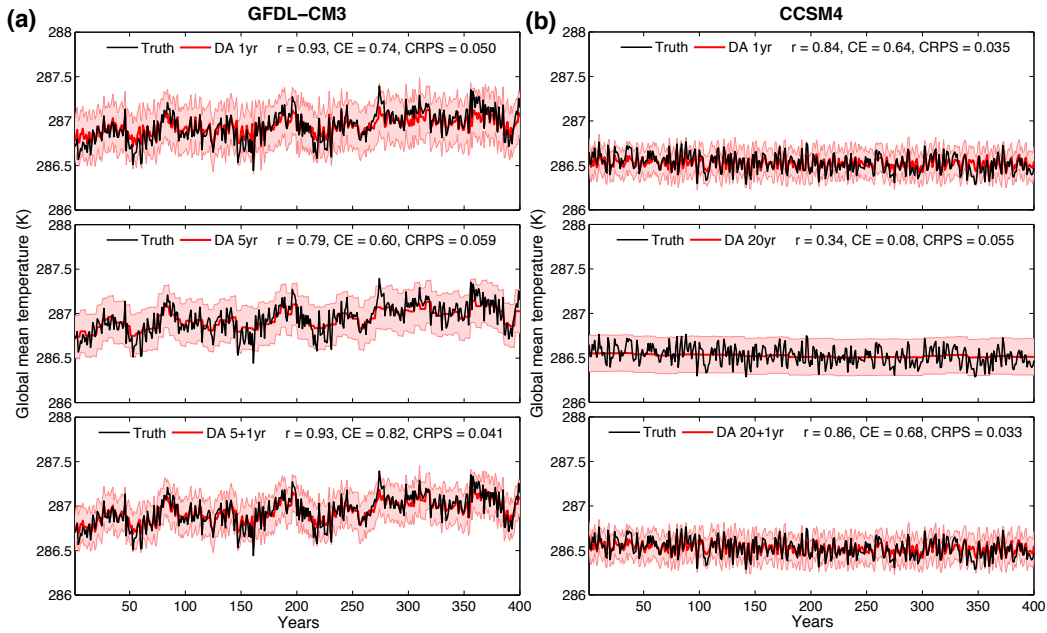 (a)
GFDL−CM3
Truth DA 1yr r = 0.93, CE = 0.74, CRPS = 0.050
288
287.5
287
286.5
286
Truth DA 5yr r = 0.79, CE = 0.60, CRPS = 0.059
288
287.5
287
286.5
286
Truth DA 5+1yr r = 0.93, CE = 0.82, CRPS = 0.041
288
287.5
287
286.5
286
50 100 150 200 250 300 350 400
Years
Global mean temperature (K)
(b)
CCSM4
Truth DA 1yr r = 0.84, CE = 0.64, CRPS = 0.035
288
287.5
287
286.5
286
Truth DA 20yr r = 0.34, CE = 0.08, CRPS = 0.055
288
287.5
287
286.5
286
Truth DA 20+1yr r = 0.86, CE = 0.68, CRPS = 0.033
288
287.5
287
286.5
286
50 100 150 200 250 300 350 400
Years
Global mean temperature (K)